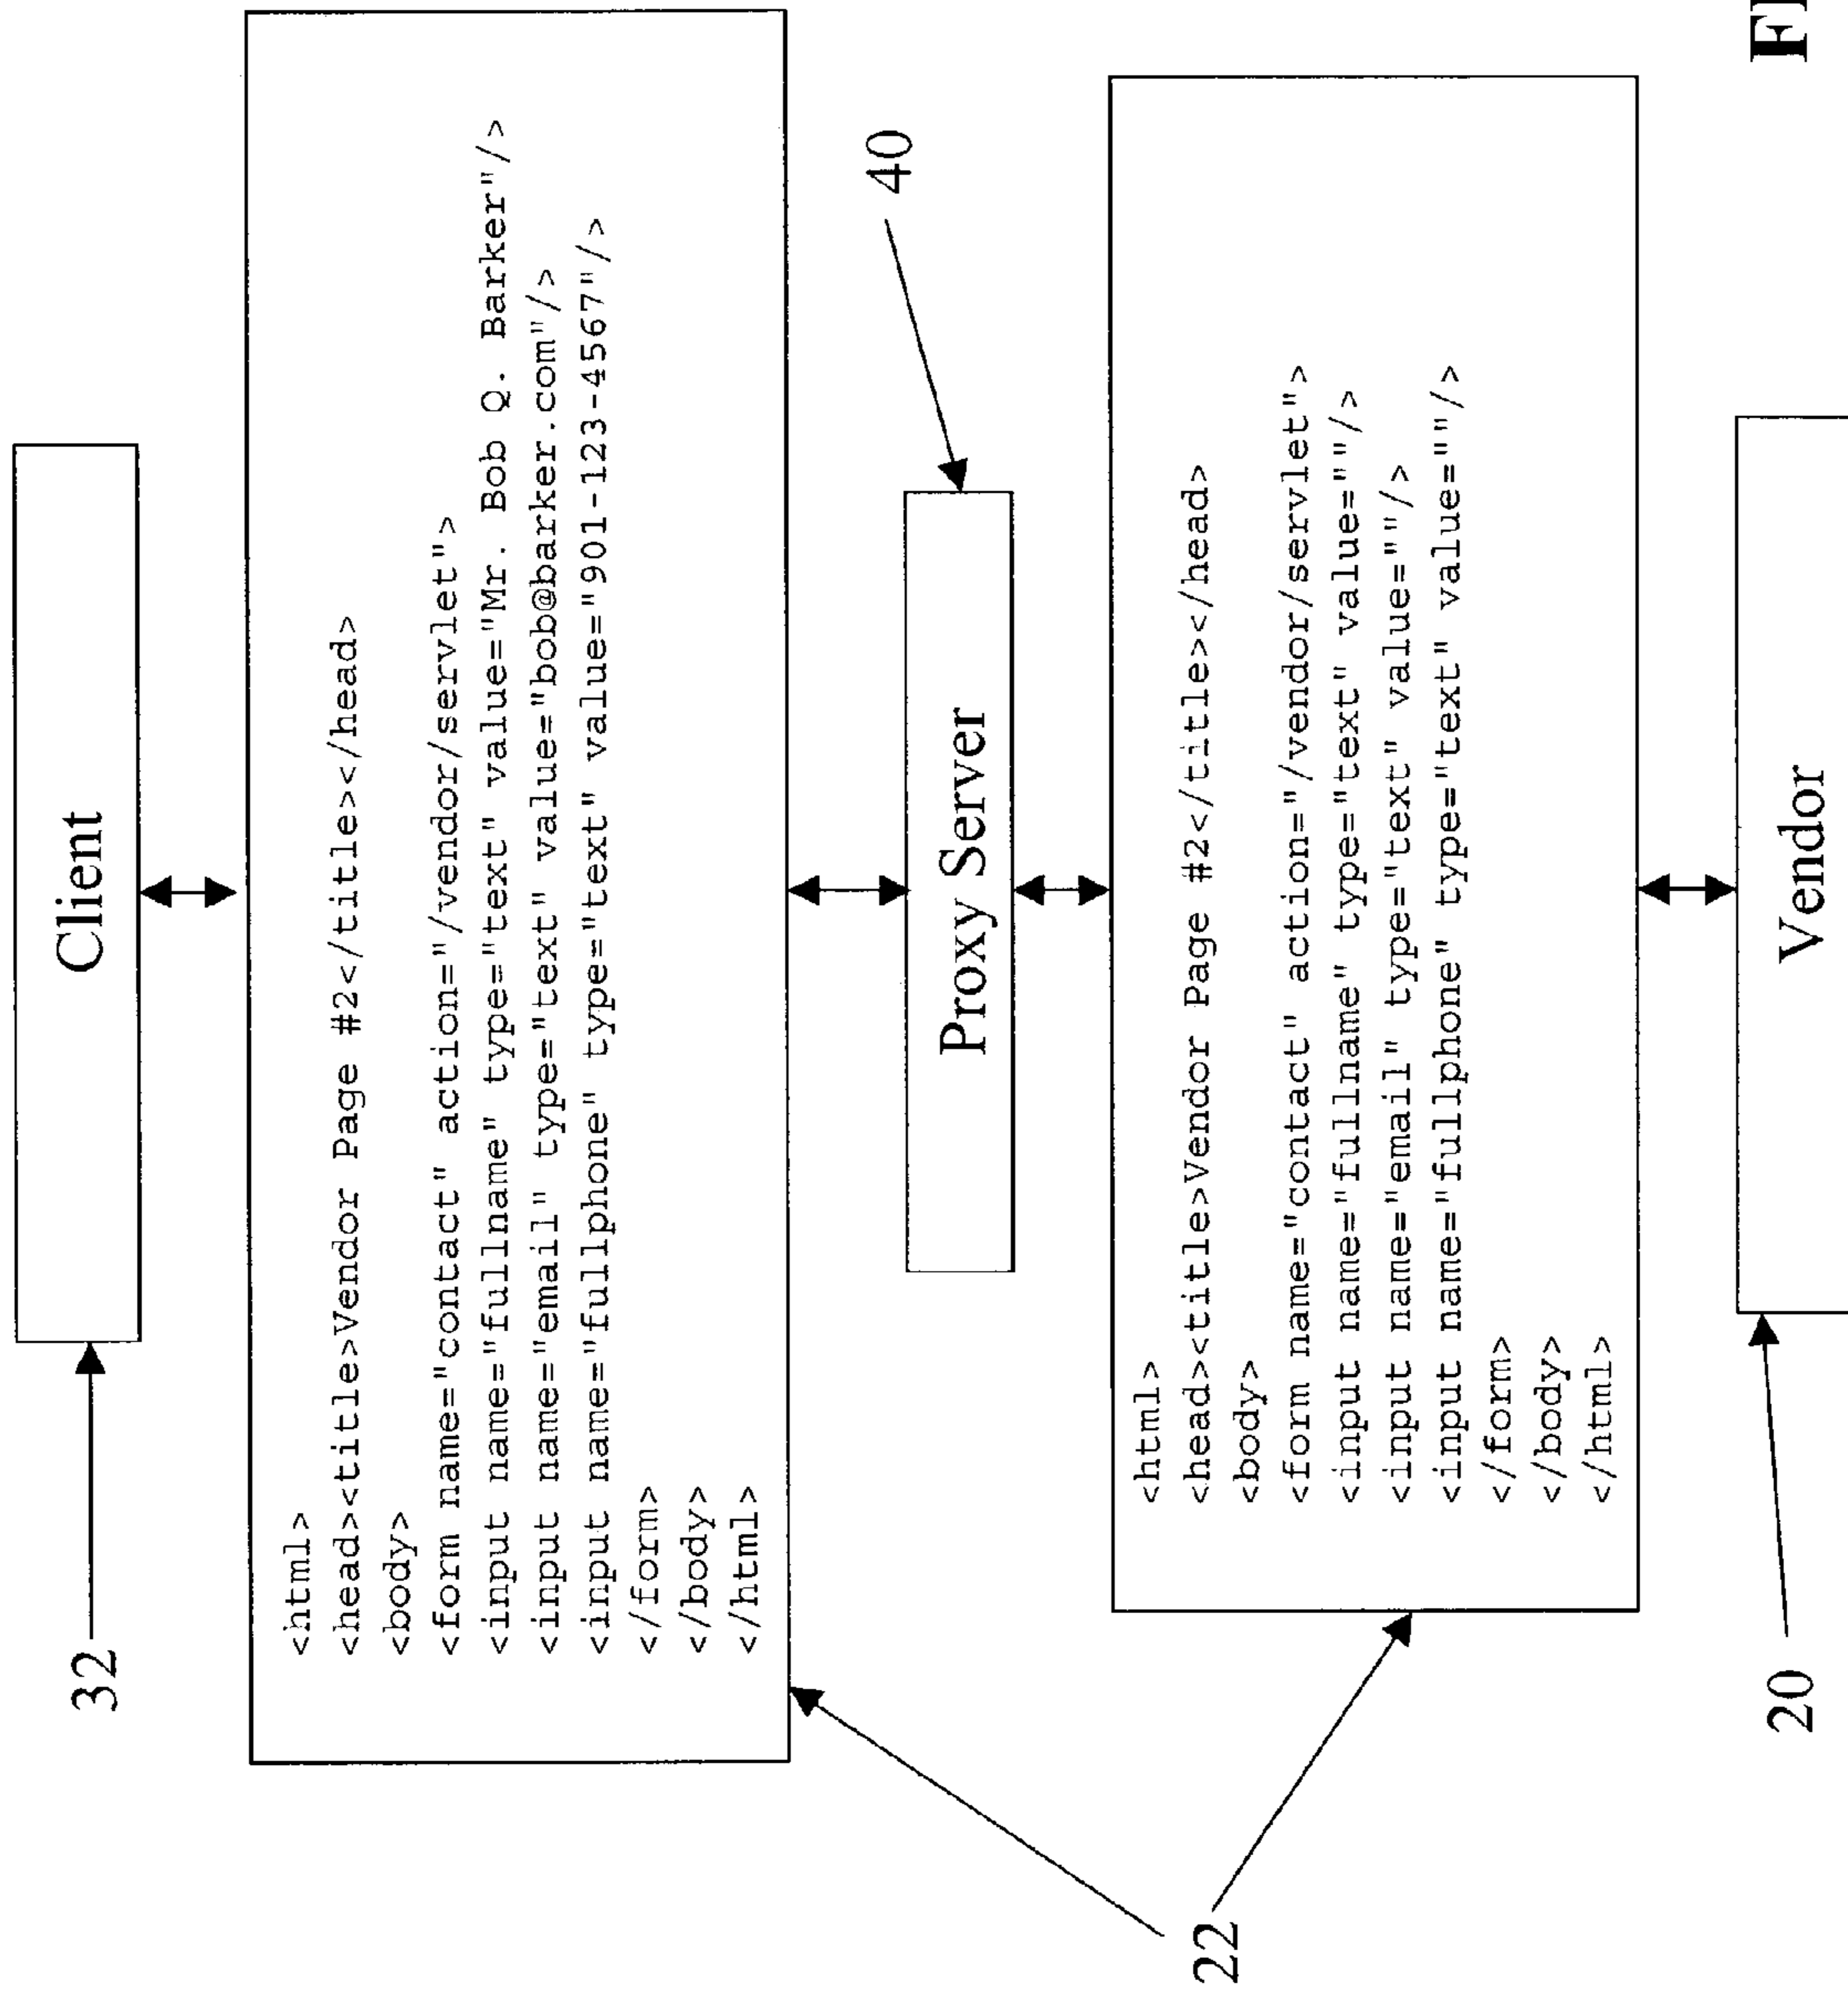 32
Client
<html>
<head><title>Vendor Page #2</title></head>
<body>
<form name="contact" action="/vendor/servlet">
<input name="fullname" type="text" value="Mr. Bob Q. Barker"/>
<input name="email" type="text" value="bob@barker.com"/>
<input name="fullphone" type="text" value="901-123-4567"/>
</form>
</body>
</html>
40
Proxy Server
22
<html>
<head><title>Vendor Page #2</title></head>
<body>
<form name="contact" action="/vendor/servlet">
<input name="fullname" type="text" value=""/>
<input name="email" type="text" value=""/>
<input name="fullphone" type="text" value=""/>
</form>
</body>
</html>
20
Vendor